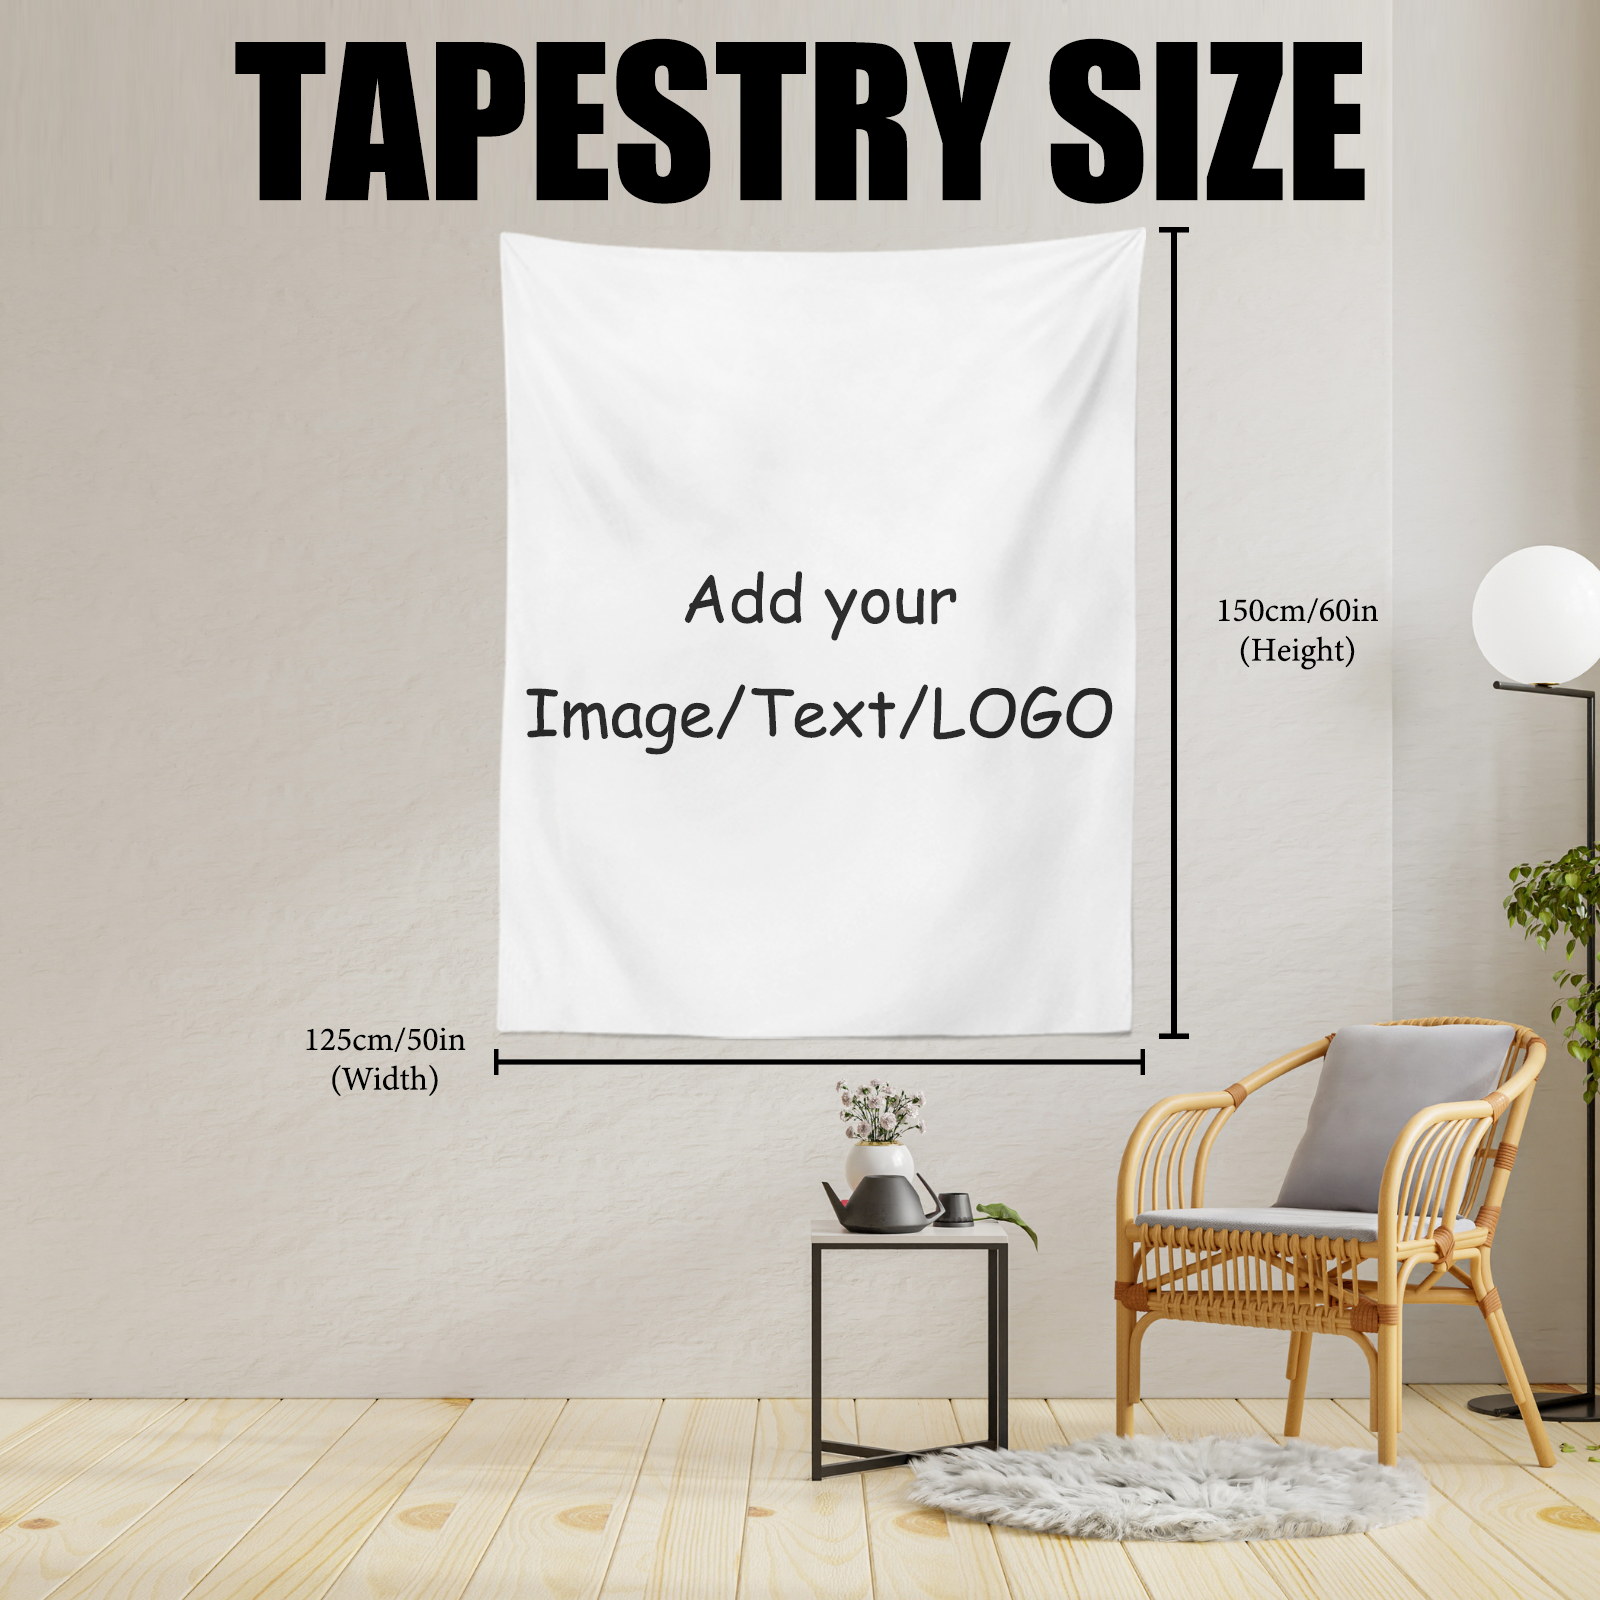 TAPESTRY SIZE
Add your
Image/Text/LOGO
150cm/60in
(Height)
125cm/50in
(Width)